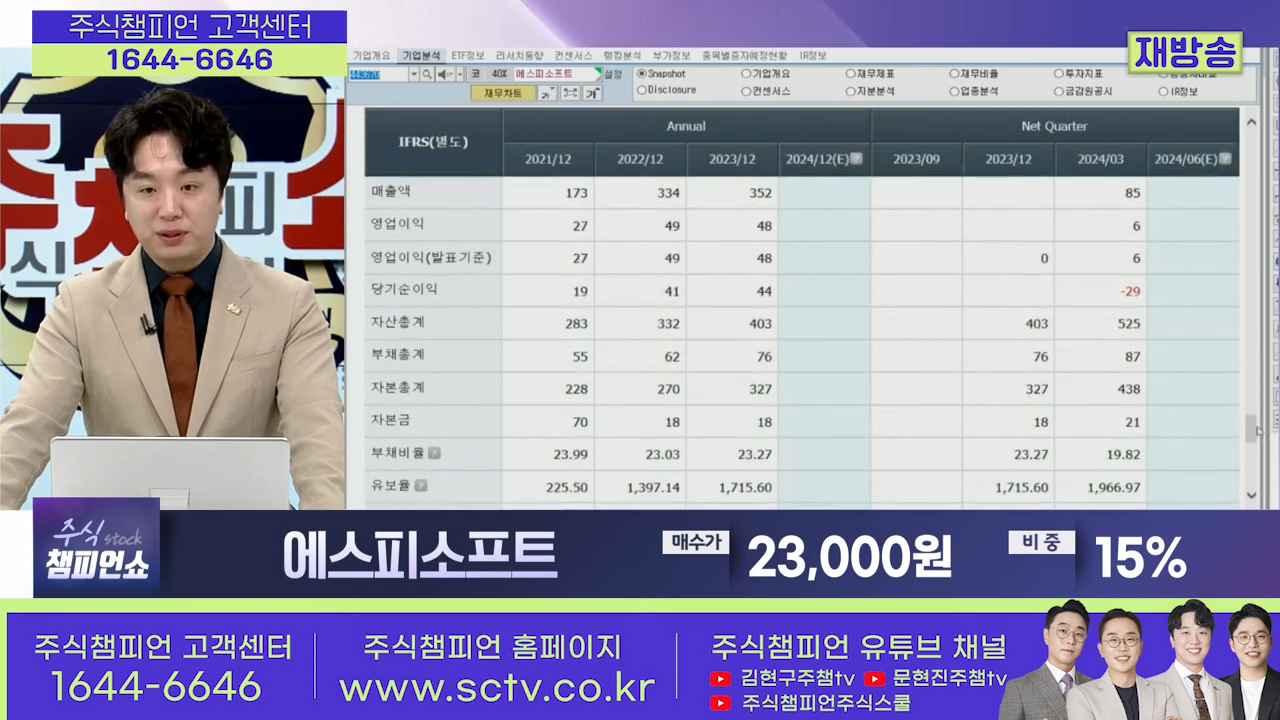 주식챔피언 고객센터
1644-6646
재방송
기업개요 기업분석 ETF정보 리서치동향 컨센서스 랭킹분석 부가정보 종목별증자예정현황 IR정보
443670 코 40% 에스피소프트 설정
Snapshot 기업개요 재무제표 재무비율 투자지표
재무차트 가 가
Disclosure 컨센서스 지분분석 업종분석 금감원공시 IR정보
IFRS(별도) Annual Net Quarter
2021/12 2022/12 2023/12 2024/12(E) 2023/09 2023/12 2024/03 2024/06(E)
매출액 173 334 352 85
영업이익 27 49 48 6
영업이익(발표기준) 27 49 48 0 6
당기순이익 19 41 44 -29
자산총계 283 332 403 403 525
부채총계 55 62 76 76 87
자본총계 228 270 327 327 438
자본금 70 18 18 18 21
부채비율 23.99 23.03 23.27 23.27 19.82
유보율 225.50 1,397.14 1,715.60 1,715.60 1,966.97
주식 stock
챔피언쇼
에스피소프트 매수가 23,000원 비중 15%
주식챔피언 고객센터
1644-6646
주식챔피언 홈페이지
www.sctv.co.kr
주식챔피언 유튜브 채널
김현구주챔tv 문현진주챔tv
주식챔피언주식스쿨